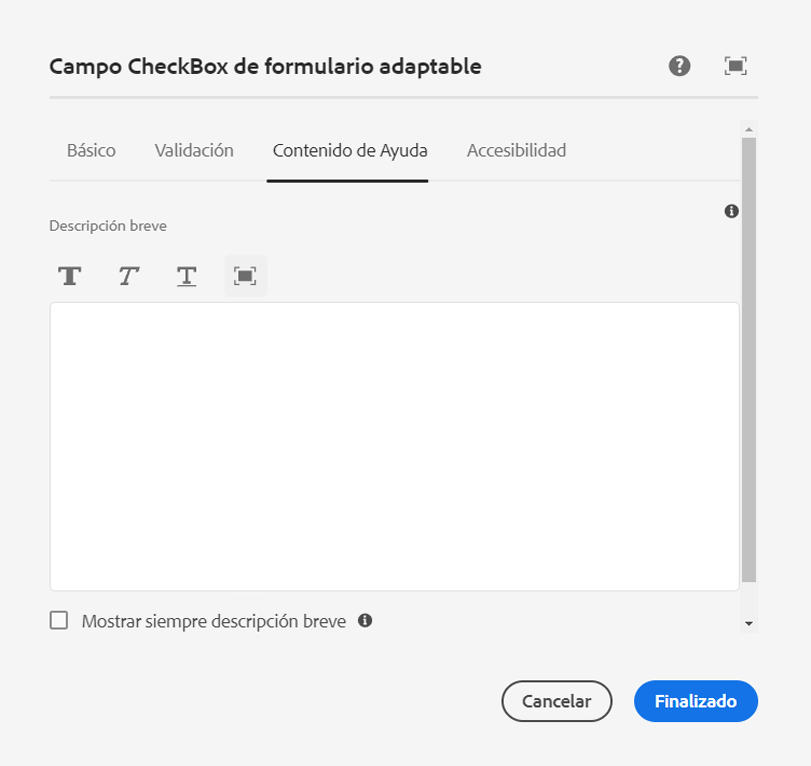 Campo CheckBox de formulario adaptable
Básico Validación Contenido de Ayuda Accesibilidad
Descripción breve
T T T
Mostrar siempre descripción breve
Cancelar Finalizado